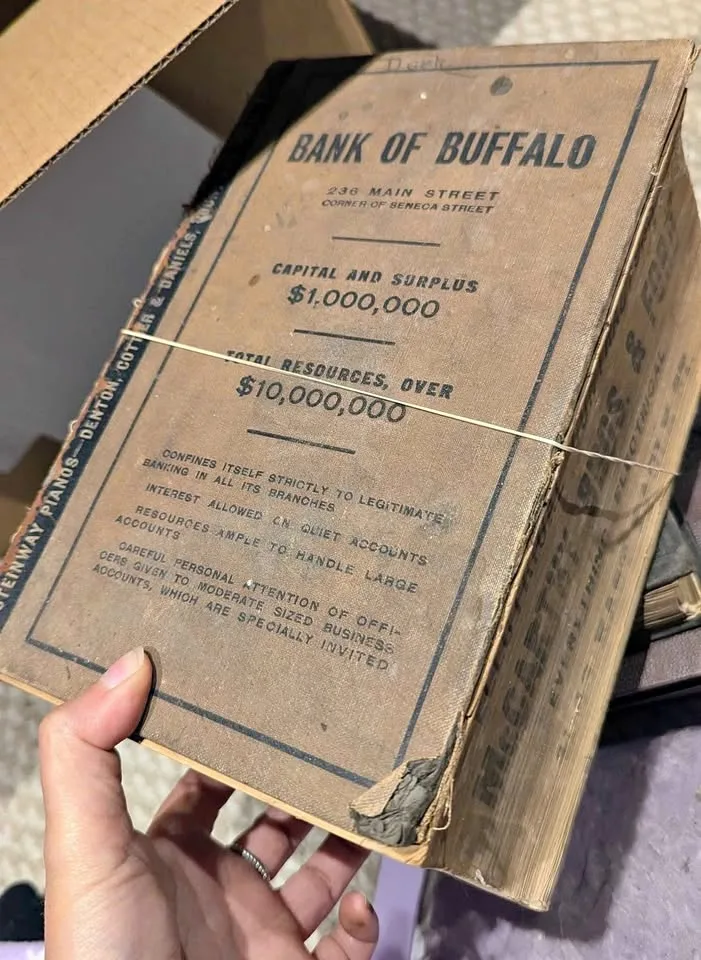 BANK OF BUFFALO
236 MAIN STREET
CORNER OF SENECA STREET
CAPITAL AND SURPLUS
$1,000,000
TOTAL RESOURCES, OVER
$10,000,000
CONFINES ITSELF STRICTLY TO LEGITIMATE
BANKING IN ALL ITS BRANCHES
INTEREST ALLOWED ON QUIET ACCOUNTS
RESOURCES AMPLE TO HANDLE LARGE
ACCOUNTS
CAREFUL PERSONAL ATTENTION OF OFFI-
CERS GIVEN TO MODERATE SIZED BUSINESS
ACCOUNTS, WHICH ARE SPECIALLY INVITED
STEINWAY PIANOS—DENTON, COTTIER & DANIELS,
& FORD
BOTANICAL